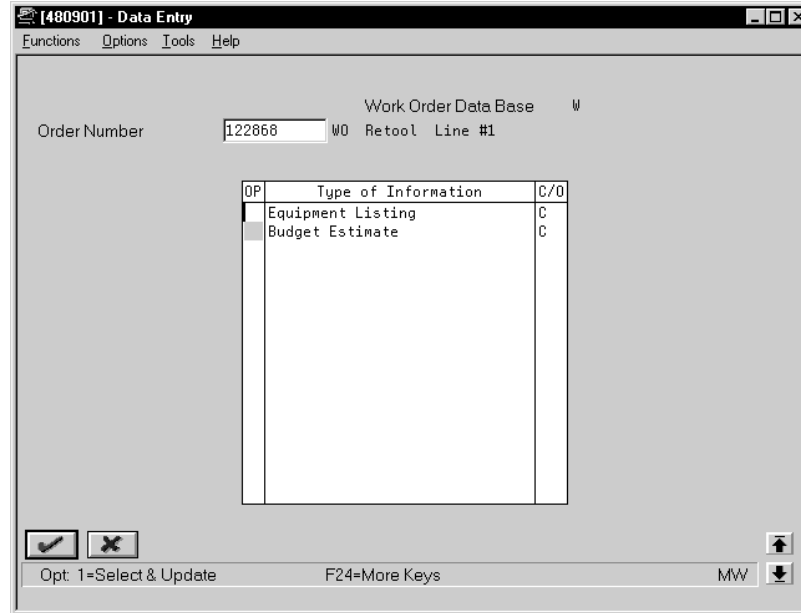 [480901] - Data Entry
Functions Options Tools Help
Work Order Data Base W
Order Number 122868 WO Retool Line #1
OP Type of Information C/O
Equipment Listing C
Budget Estimate C
Opt: 1=Select & Update F24=More Keys MW